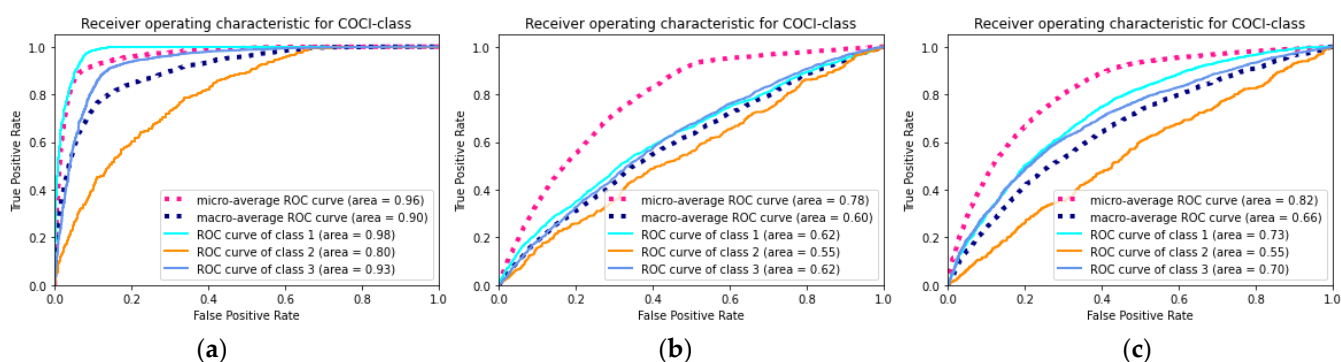 Receiver operating characteristic for COCI-class
True Positive Rate
1.0
0.8
0.6
0.4
0.2
0.0
micro-average ROC curve (area = 0.96)
macro-average ROC curve (area = 0.90)
ROC curve of class 1 (area = 0.98)
ROC curve of class 2 (area = 0.80)
ROC curve of class 3 (area = 0.93)
0.0 0.2 0.4 0.6 0.8 1.0
False Positive Rate
(a)
Receiver operating characteristic for COCI-class
True Positive Rate
1.0
0.8
0.6
0.4
0.2
0.0
micro-average ROC curve (area = 0.78)
macro-average ROC curve (area = 0.60)
ROC curve of class 1 (area = 0.62)
ROC curve of class 2 (area = 0.55)
ROC curve of class 3 (area = 0.62)
0.0 0.2 0.4 0.6 0.8 1.0
False Positive Rate
(b)
Receiver operating characteristic for COCI-class
True Positive Rate
1.0
0.8
0.6
0.4
0.2
0.0
micro-average ROC curve (area = 0.82)
macro-average ROC curve (area = 0.66)
ROC curve of class 1 (area = 0.73)
ROC curve of class 2 (area = 0.55)
ROC curve of class 3 (area = 0.70)
0.0 0.2 0.4 0.6 0.8 1.0
False Positive Rate
(c)